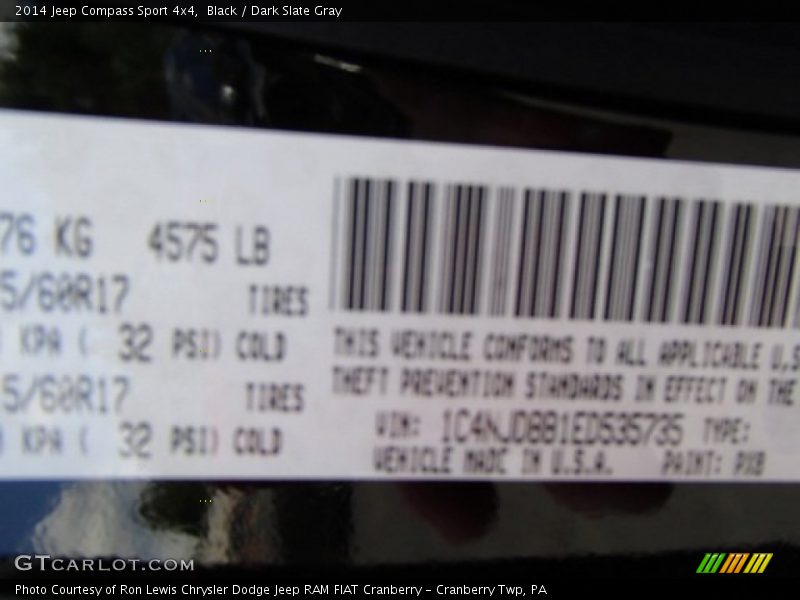 2014 Jeep Compass Sport 4x4,  Black / Dark Slate Gray
76 KG 4575 LB
5/60R17 TIRES
KPA ( 32 PSI) COLD
5/60R17 TIRES
KPA ( 32 PSI) COLD
THIS VEHICLE CONFORMS TO ALL APPLICABLE U.S
THEFT PREVENTION STANDARDS IN EFFECT ON THE
VIN: 1C4NJDBB1ED535735 TYPE:
VEHICLE MADE IN U.S.A. PAINT: PXB
GTCARLOT.COM
Photo Courtesy of Ron Lewis Chrysler Dodge Jeep RAM FIAT Cranberry - Cranberry Twp, PA